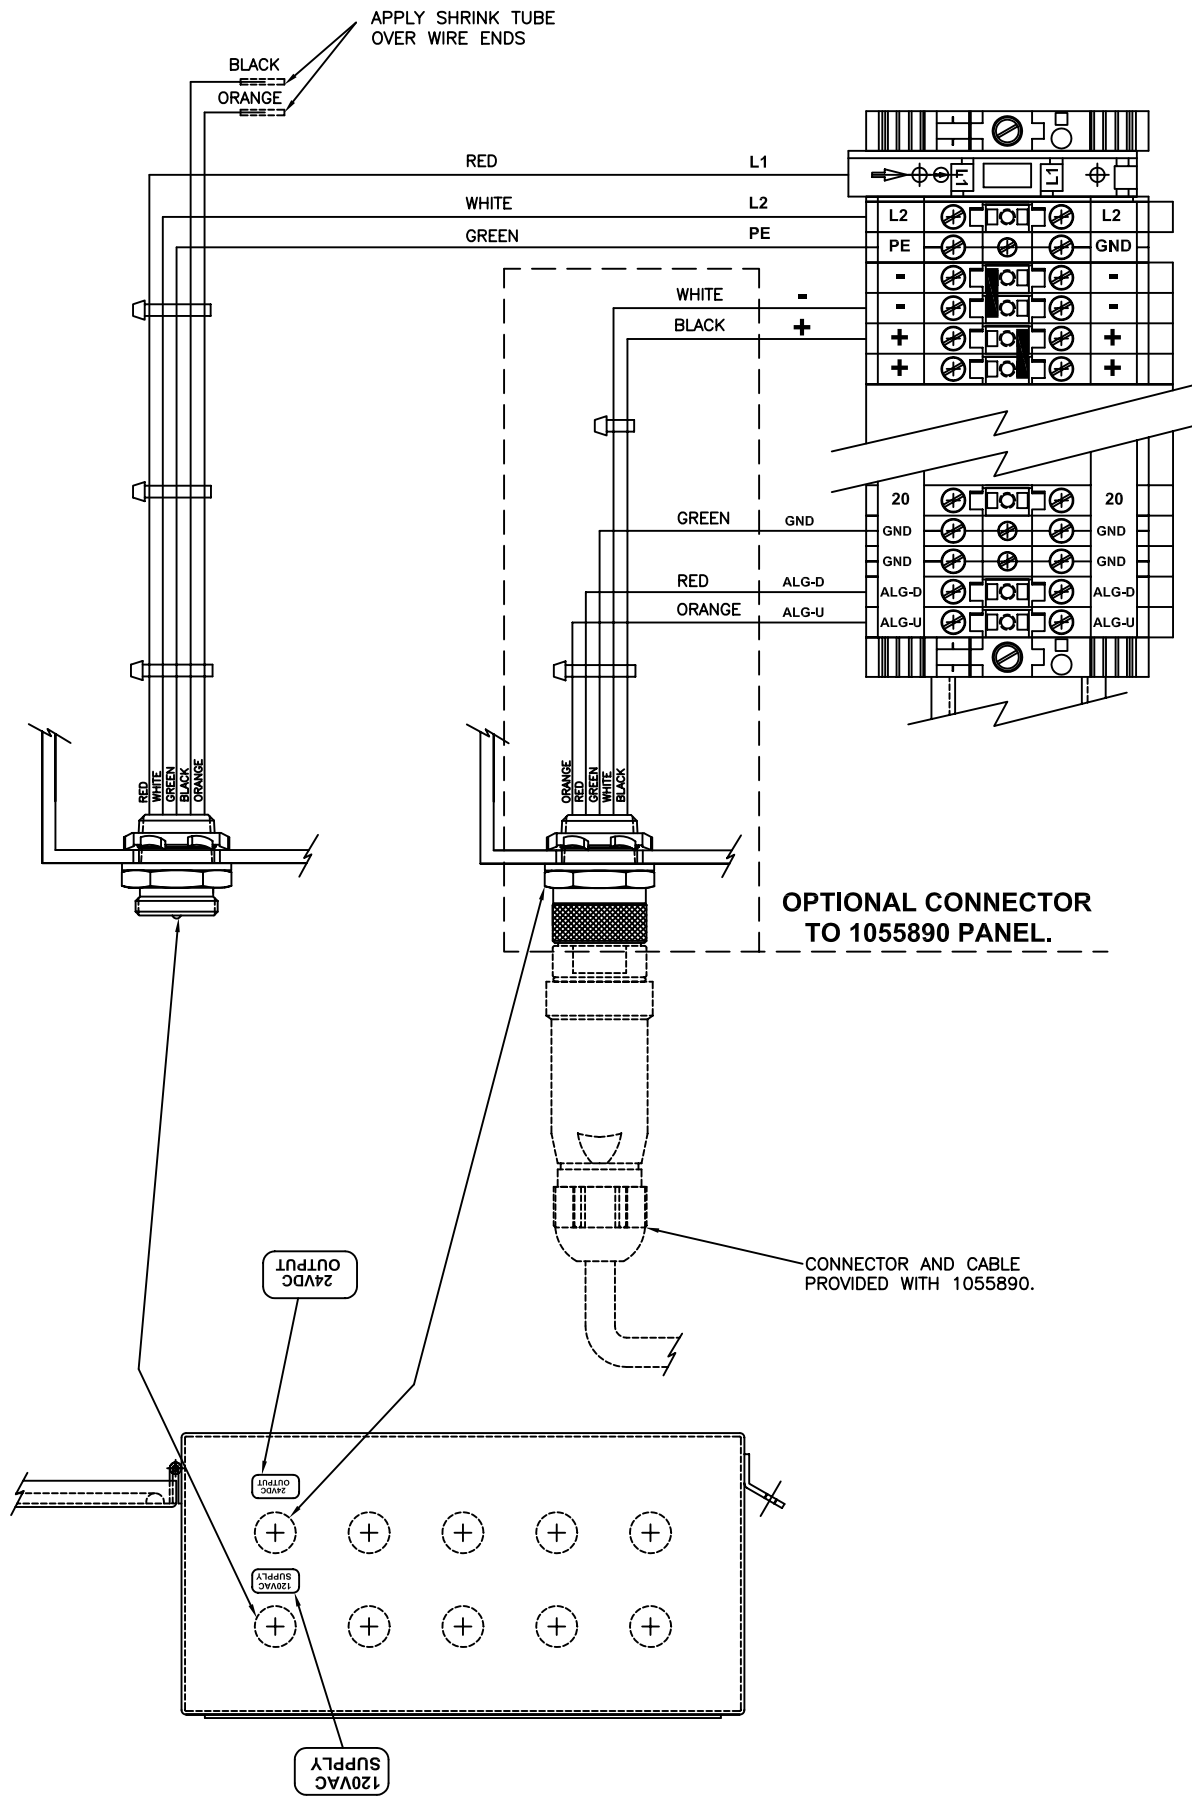 APPLY SHRINK TUBE
OVER WIRE ENDS
BLACK
ORANGE
RED L1
WHITE L2
GREEN PE
L1 L1
L2 L2
PE GND
- -
- -
+ +
+ +
WHITE -
BLACK +
20 20
GREEN GND
GND GND
GND GND
RED ALG-D
ALG-D ALG-D
ORANGE ALG-U
ALG-U ALG-U
RED
WHITE
GREEN
BLACK
ORANGE
ORANGE
RED
GREEN
WHITE
BLACK
OPTIONAL CONNECTOR
TO 1055890 PANEL.
CONNECTOR AND CABLE
PROVIDED WITH 1055890.
24VDC
OUTPUT
24VDC
OUTPUT
120VAC
SUPPLY
120VAC
SUPPLY